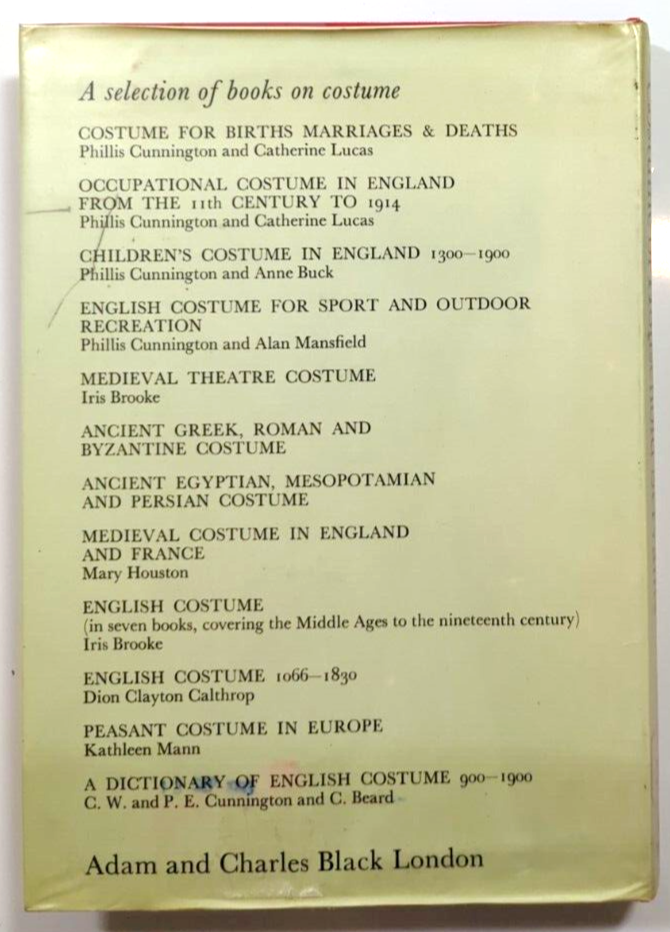 A selection of books on costume
COSTUME FOR BIRTHS MARRIAGES & DEATHS
Phillis Cunnington and Catherine Lucas
OCCUPATIONAL COSTUME IN ENGLAND
FROM THE 11th CENTURY TO 1914
Phillis Cunnington and Catherine Lucas
CHILDREN'S COSTUME IN ENGLAND 1300–1900
Phillis Cunnington and Anne Buck
ENGLISH COSTUME FOR SPORT AND OUTDOOR
RECREATION
Phillis Cunnington and Alan Mansfield
MEDIEVAL THEATRE COSTUME
Iris Brooke
ANCIENT GREEK, ROMAN AND
BYZANTINE COSTUME
ANCIENT EGYPTIAN, MESOPOTAMIAN
AND PERSIAN COSTUME
MEDIEVAL COSTUME IN ENGLAND
AND FRANCE
Mary Houston
ENGLISH COSTUME
(in seven books, covering the Middle Ages to the nineteenth century)
Iris Brooke
ENGLISH COSTUME 1066–1830
Dion Clayton Calthrop
PEASANT COSTUME IN EUROPE
Kathleen Mann
A DICTIONARY OF ENGLISH COSTUME 900–1900
C. W. and P. E. Cunnington and C. Beard
Adam and Charles Black London